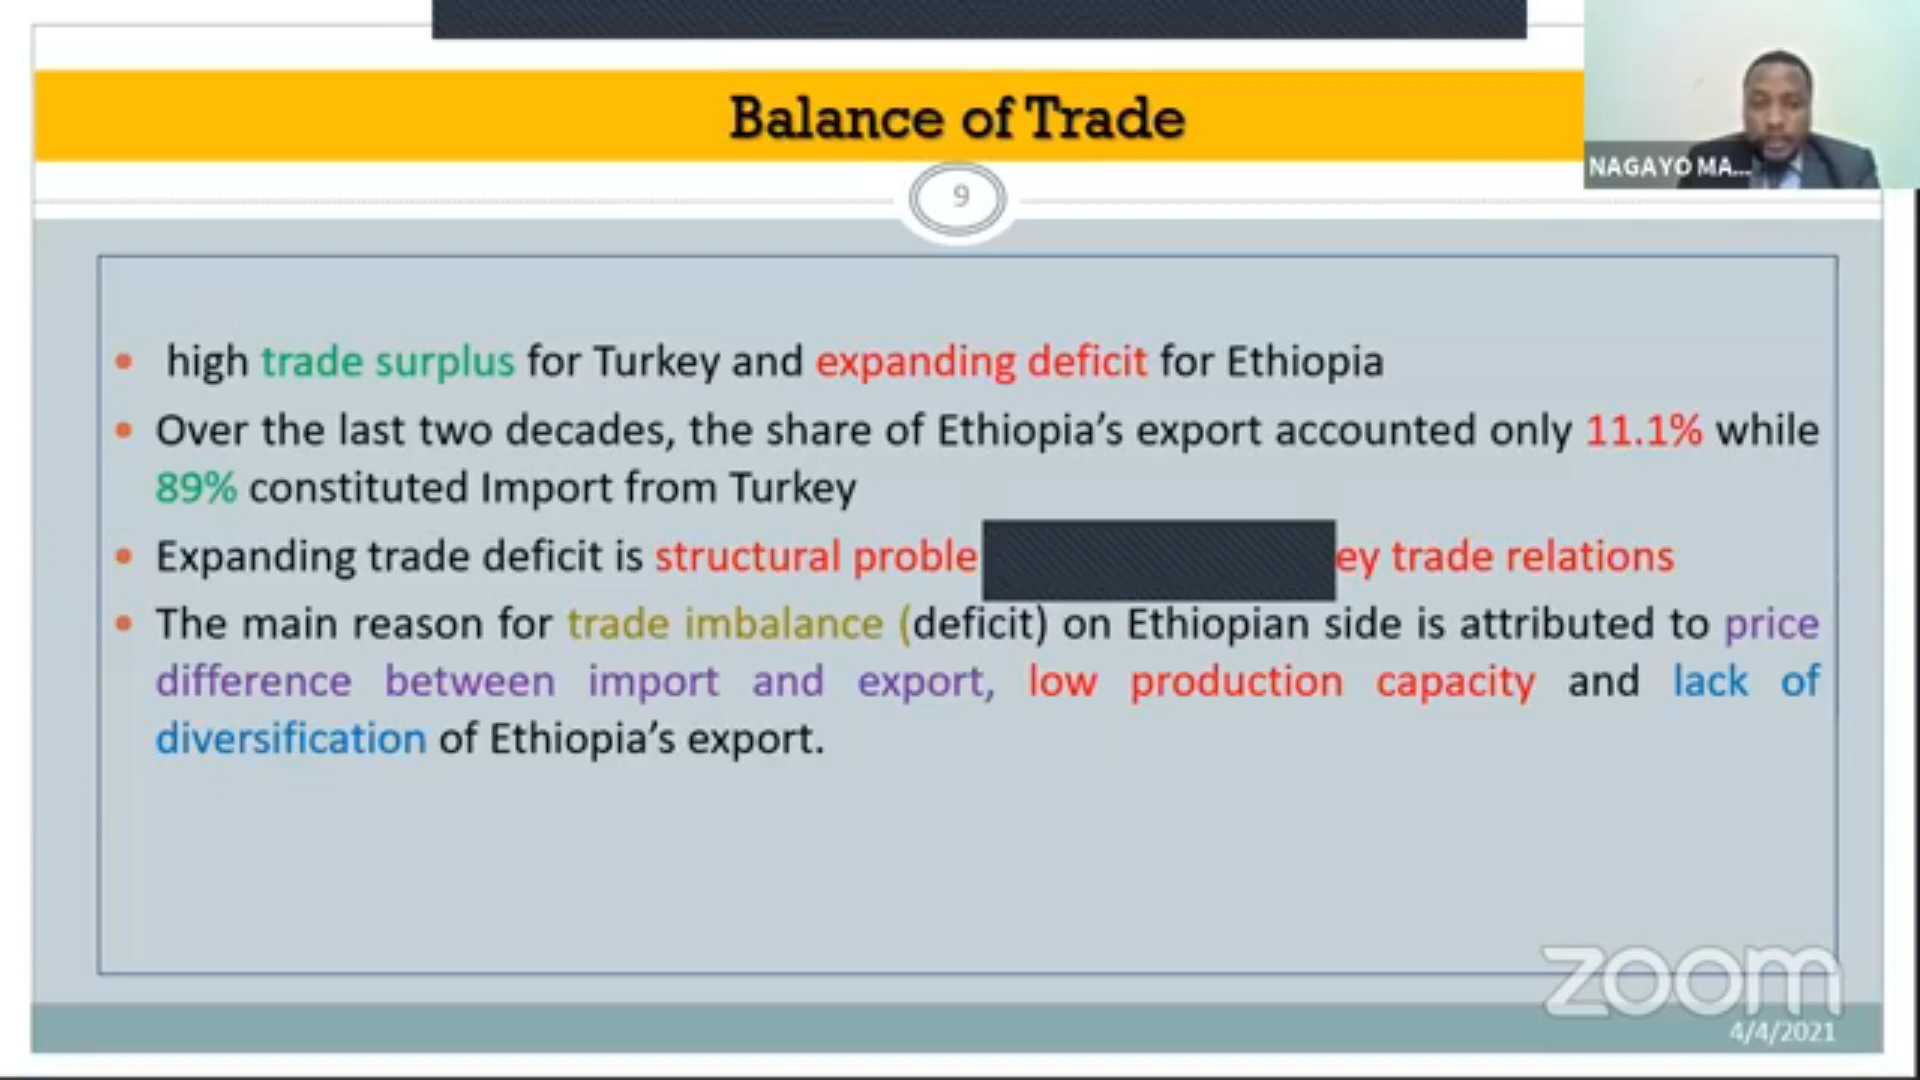 Balance of Trade
NAGAYO MA...
9
• high trade surplus for Turkey and expanding deficit for Ethiopia
• Over the last two decades, the share of Ethiopia’s export accounted only 11.1% while
89% constituted Import from Turkey
• Expanding trade deficit is structural proble ey trade relations
• The main reason for trade imbalance (deficit) on Ethiopian side is attributed to price
difference between import and export, low production capacity and lack of
diversification of Ethiopia’s export.
zoom
4/4/2021